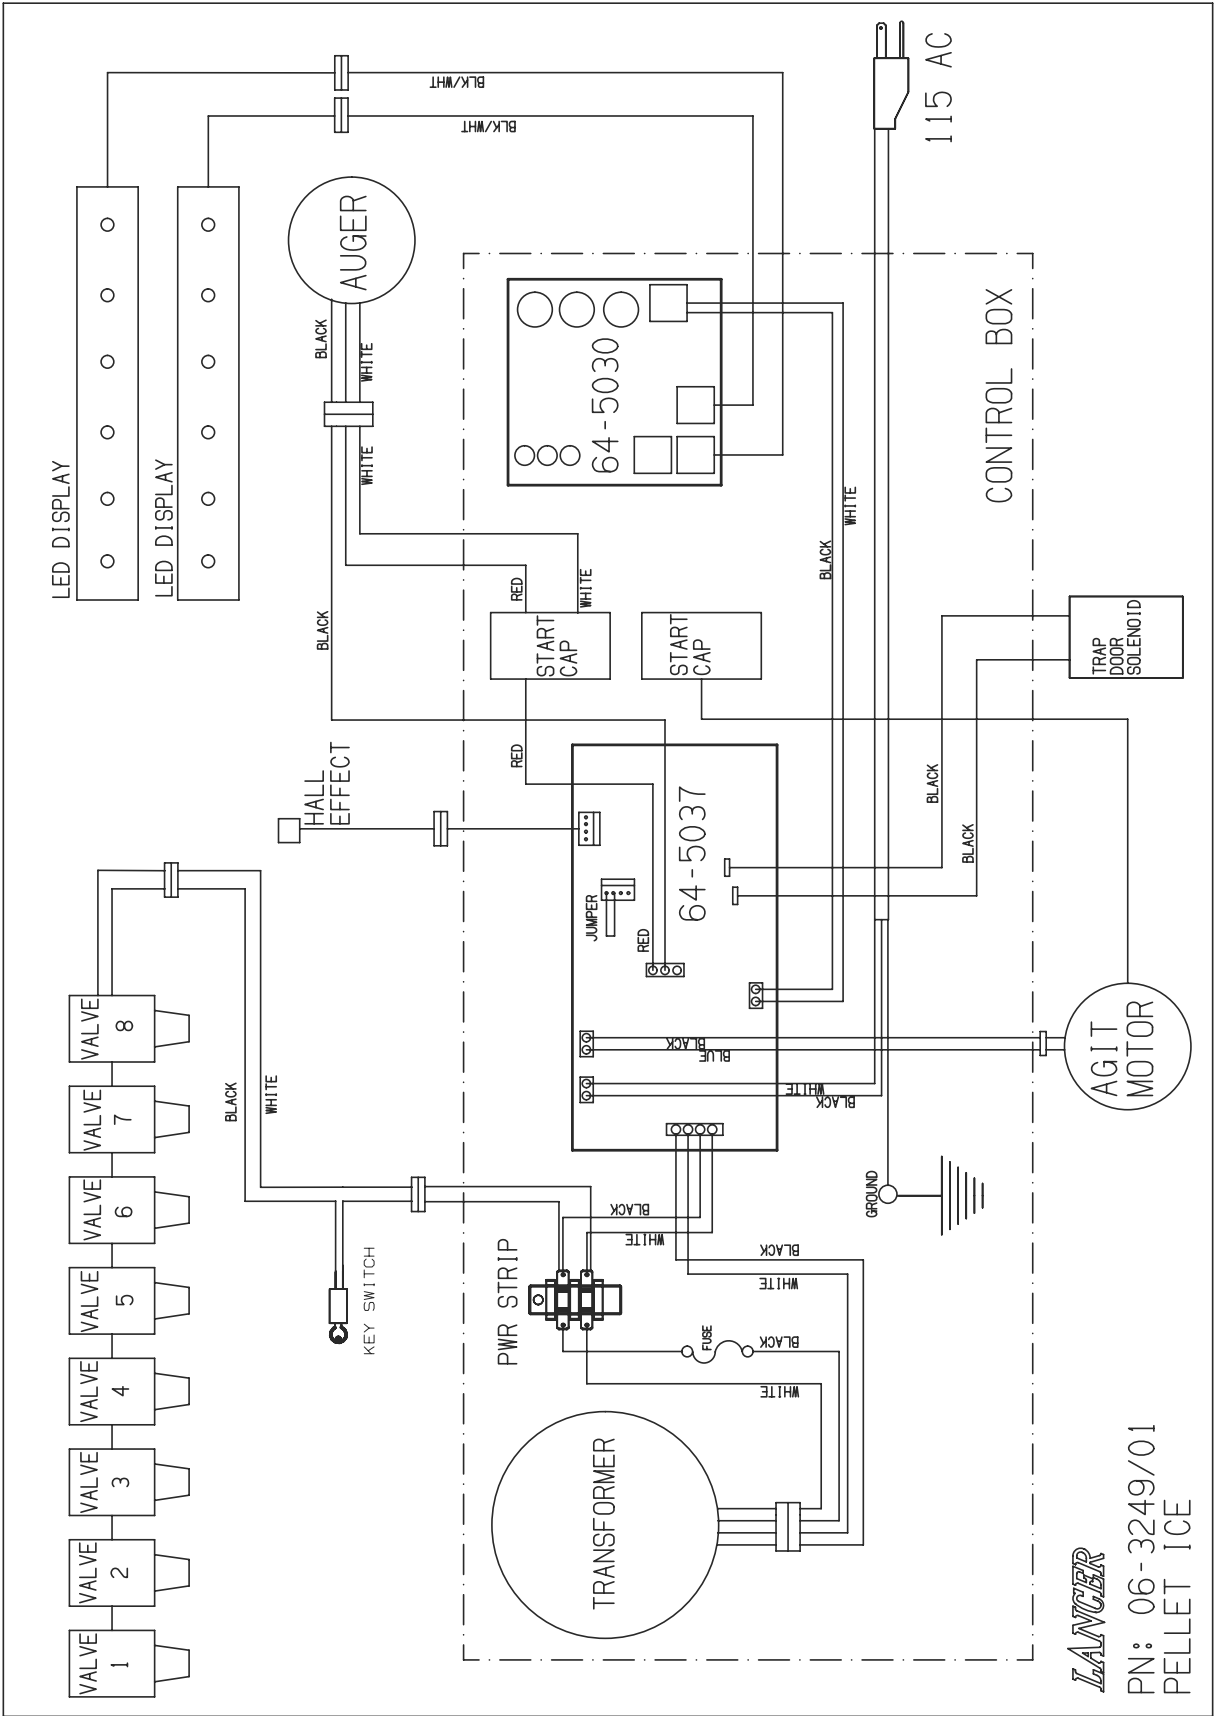 LED DISPLAY
LED DISPLAY
BLK/WHT
BLK/WHT
115 AC
AUGER
BLACK
WHITE
WHITE
BLACK
64-5030
CONTROL BOX
RED
WHITE
START
CAP
START
CAP
BLACK
WHITE
TRAP
DOOR
SOLENOID
HALL
EFFECT
RED
JUMPER
64-5037
RED
BLACK
BLACK
VALVE
8
VALVE
7
VALVE
6
VALVE
5
VALVE
4
VALVE
3
VALVE
2
VALVE
1
BLACK
WHITE
KEY SWITCH
BLACK
BLUE
WHITE
BLACK
AGIT
MOTOR
GROUND
PWR STRIP
BLACK
WHITE
BLACK
WHITE
FUSE
BLACK
WHITE
TRANSFORMER
LANCER
PN: 06-3249/01
PELLET ICE